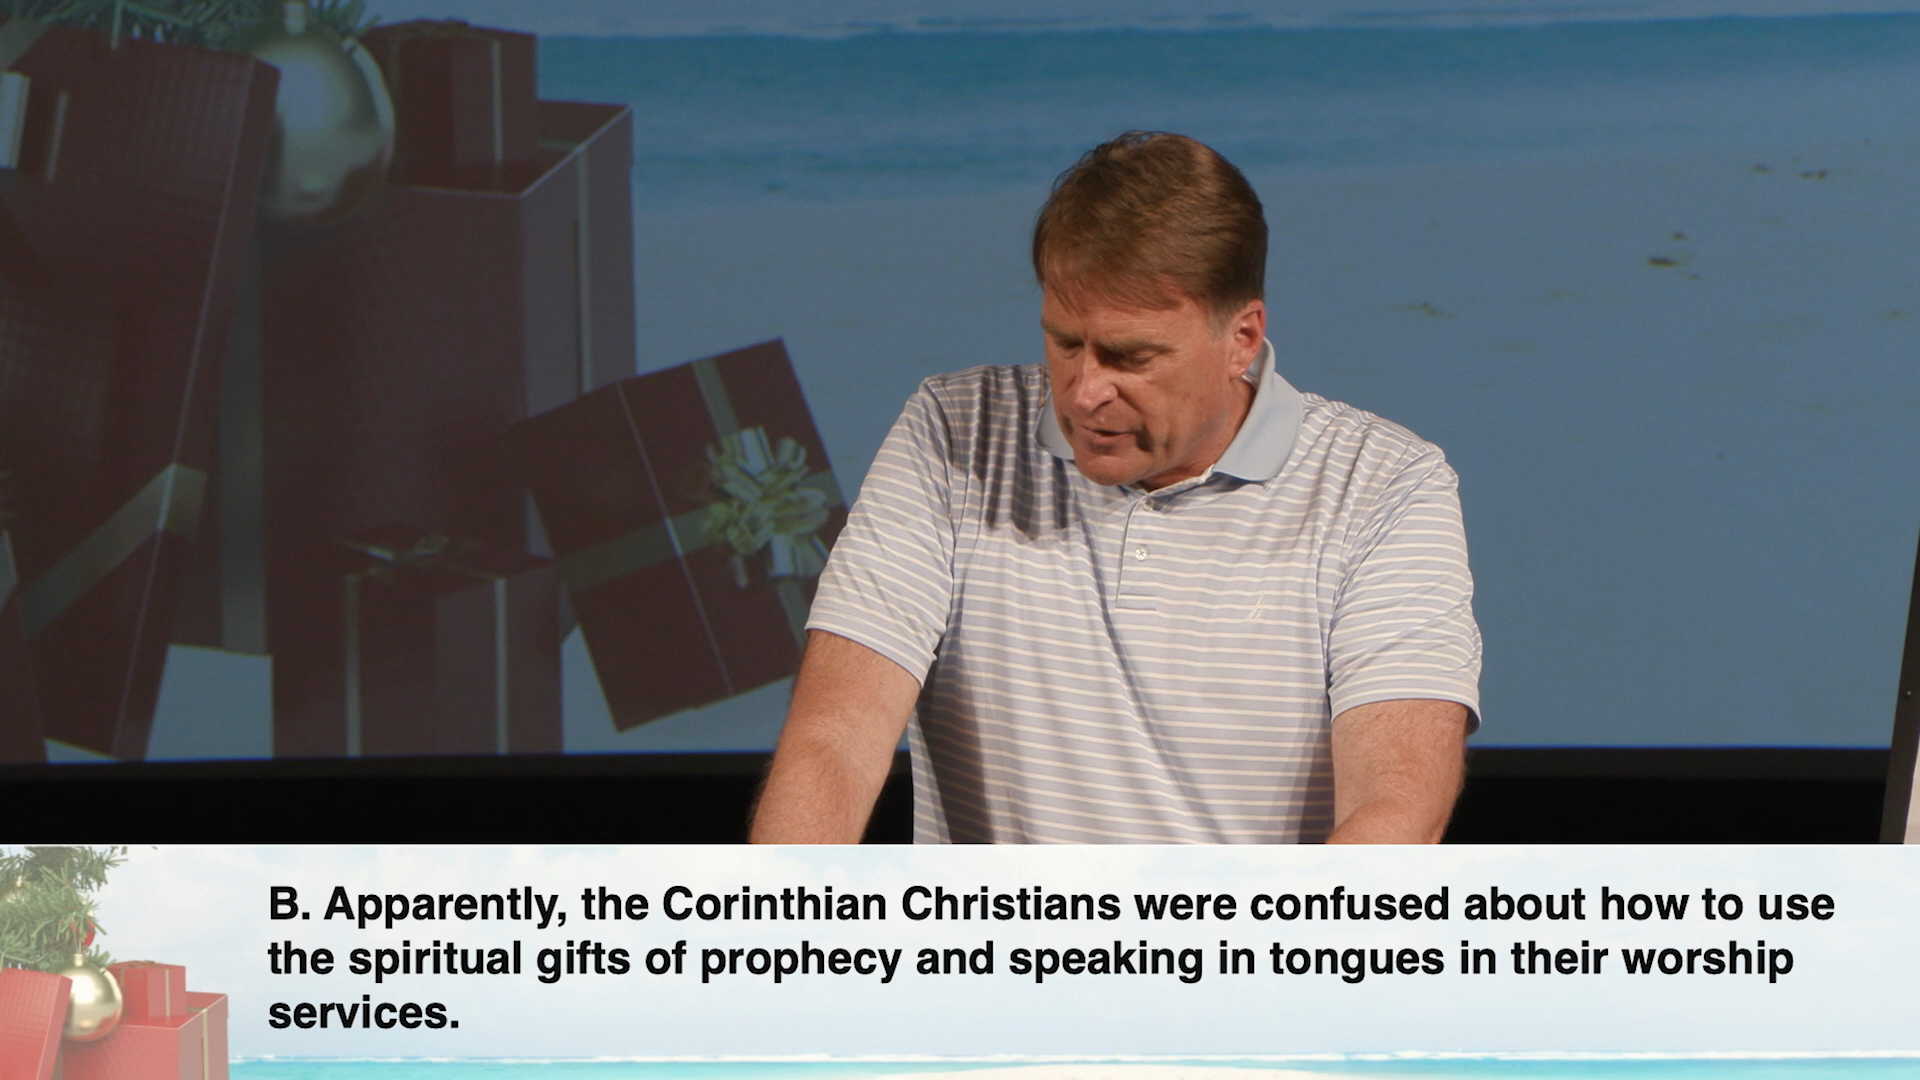 B. Apparently, the Corinthian Christians were confused about how to use
the spiritual gifts of prophecy and speaking in tongues in their worship
services.